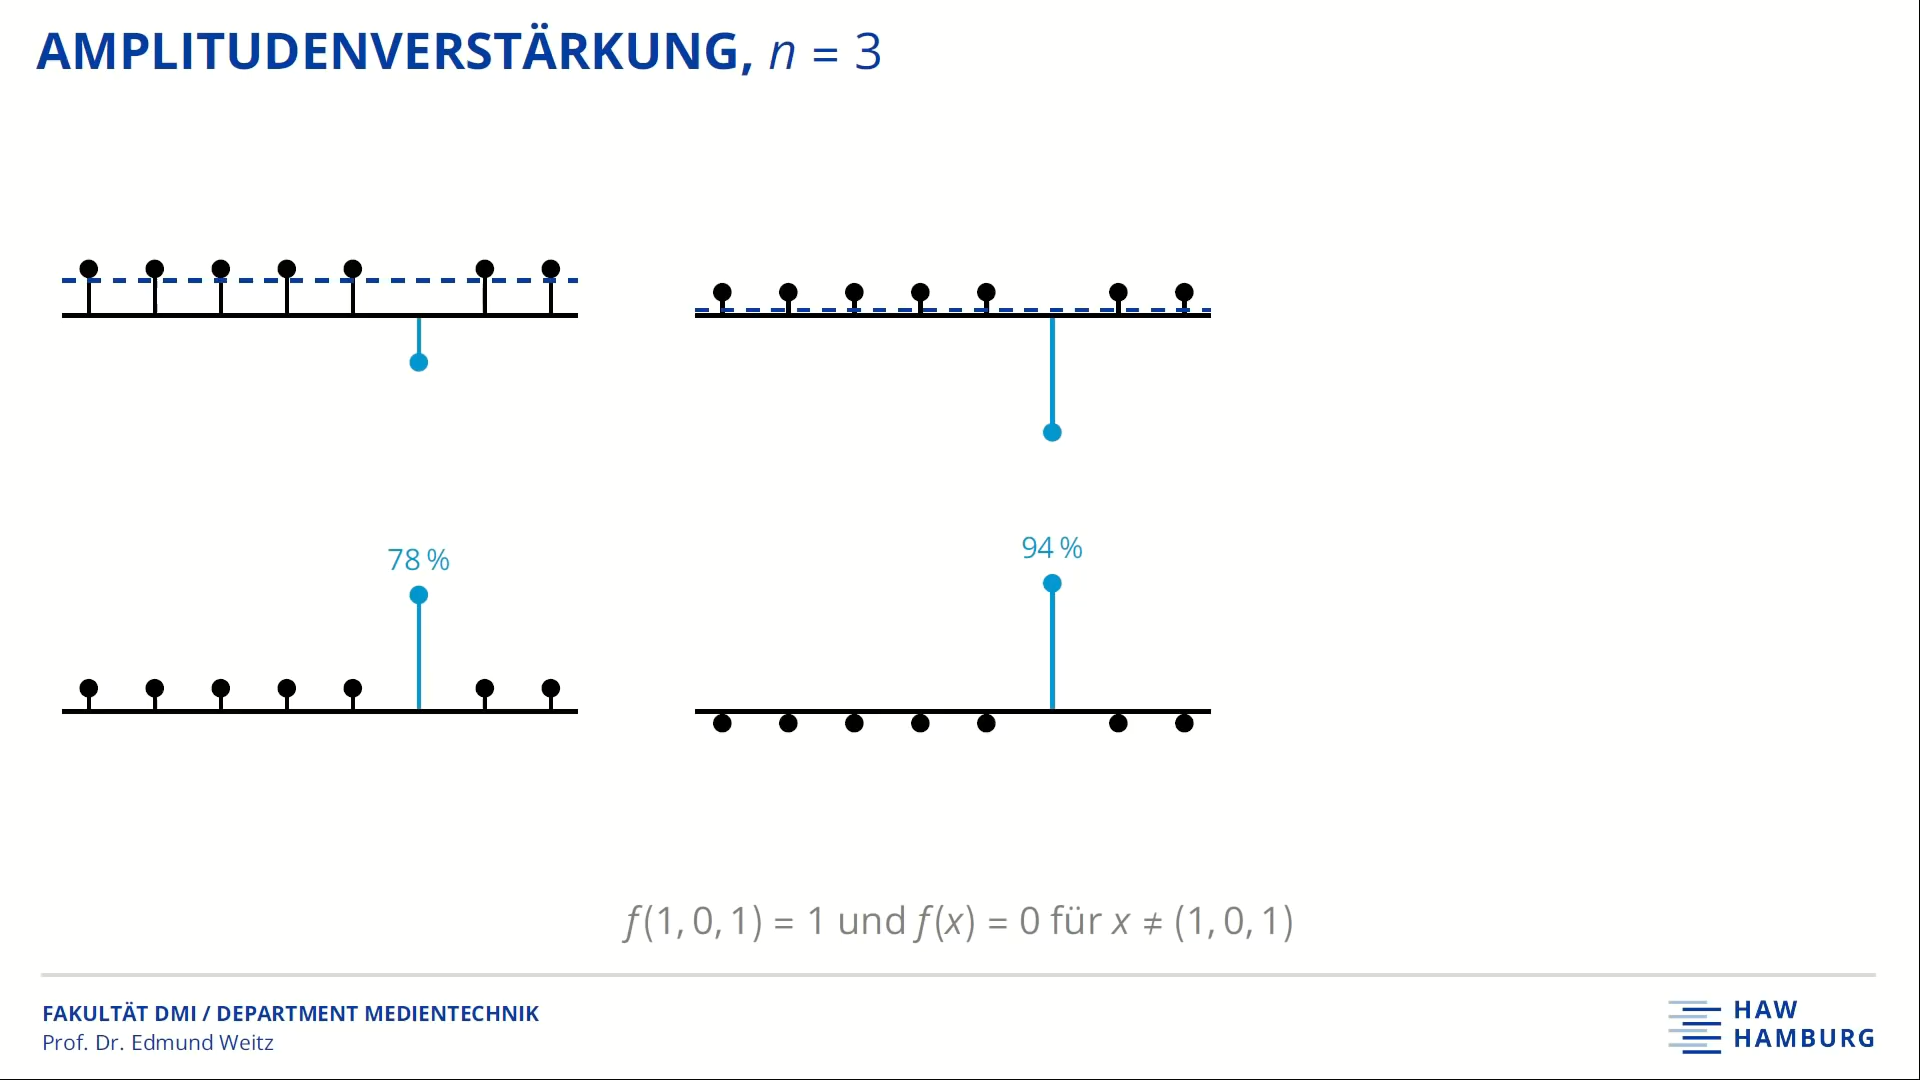 AMPLITUDENVERSTÄRKUNG, n = 3
78 %
94 %
f(1, 0, 1) = 1 und f(x) = 0 für x ≠ (1, 0, 1)
FAKULTÄT DMI / DEPARTMENT MEDIENTECHNIK
Prof. Dr. Edmund Weitz
HAW
HAMBURG